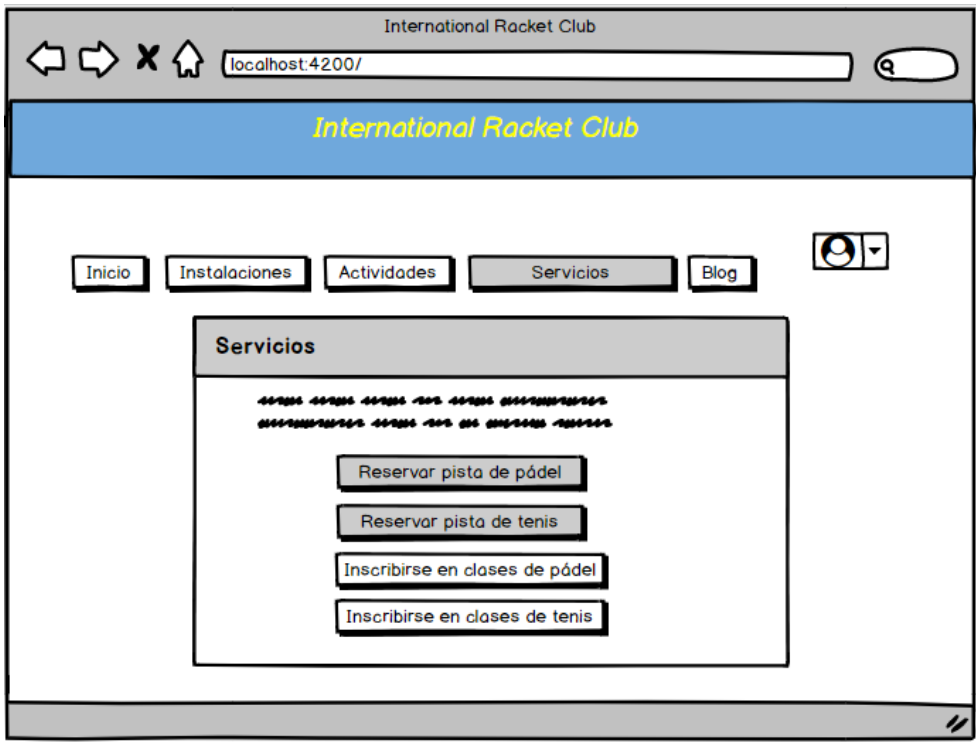 International Racket Club
localhost:4200/
International Racket Club
Inicio
Instalaciones
Actividades
Servicios
Blog
Servicios
Reservar pista de pádel
Reservar pista de tenis
Inscribirse en clases de pádel
Inscribirse en clases de tenis